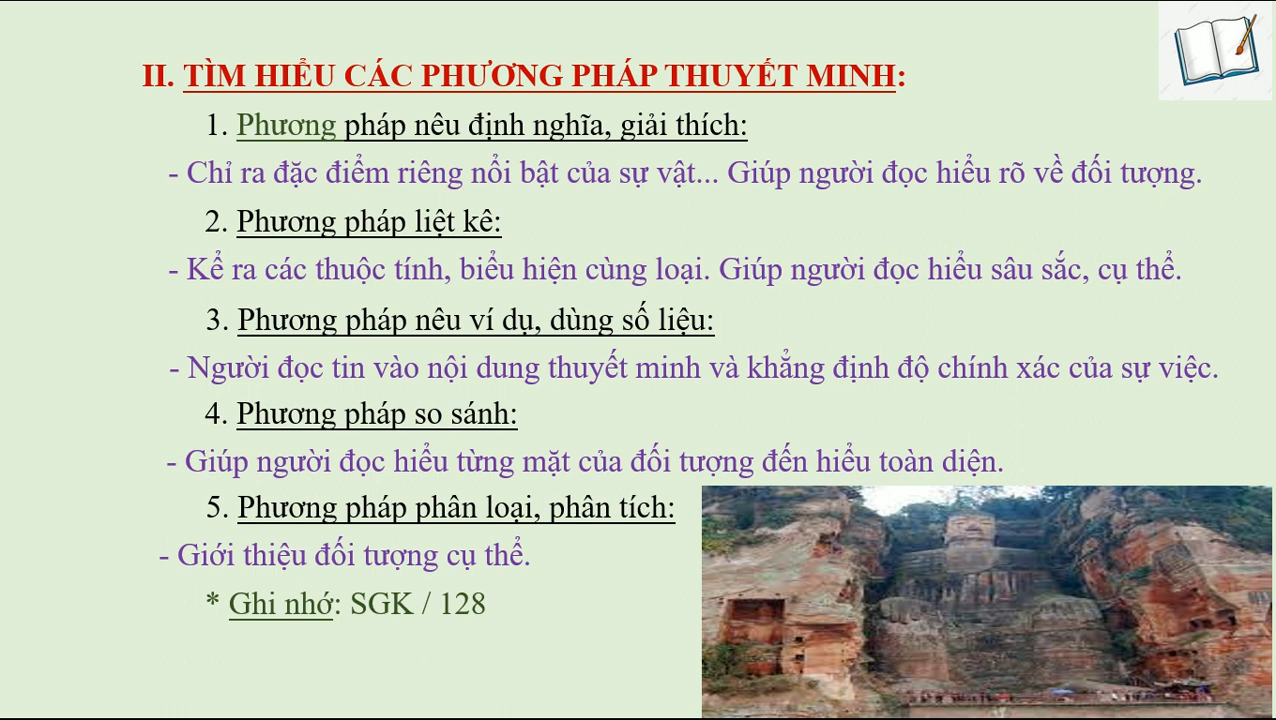 II. TÌM HIỂU CÁC PHƯƠNG PHÁP THUYẾT MINH:
1. Phương pháp nêu định nghĩa, giải thích:
- Chỉ ra đặc điểm riêng nổi bật của sự vật... Giúp người đọc hiểu rõ về đối tượng.
2. Phương pháp liệt kê:
- Kể ra các thuộc tính, biểu hiện cùng loại. Giúp người đọc hiểu sâu sắc, cụ thể.
3. Phương pháp nêu ví dụ, dùng số liệu:
- Người đọc tin vào nội dung thuyết minh và khẳng định độ chính xác của sự việc.
4. Phương pháp so sánh:
- Giúp người đọc hiểu từng mặt của đối tượng đến hiểu toàn diện.
5. Phương pháp phân loại, phân tích:
- Giới thiệu đối tượng cụ thể.
* Ghi nhớ: SGK / 128